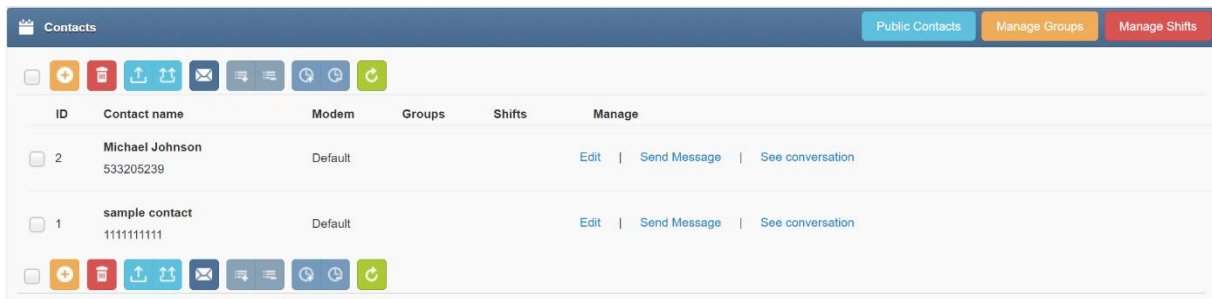 Contacts Public Contacts Manage Groups Manage Shifts
ID Contact name Modem Groups Shifts Manage
Michael Johnson
2 Default Edit | Send Message | See conversation
533205239
sample contact
1 Default Edit | Send Message | See conversation
1111111111